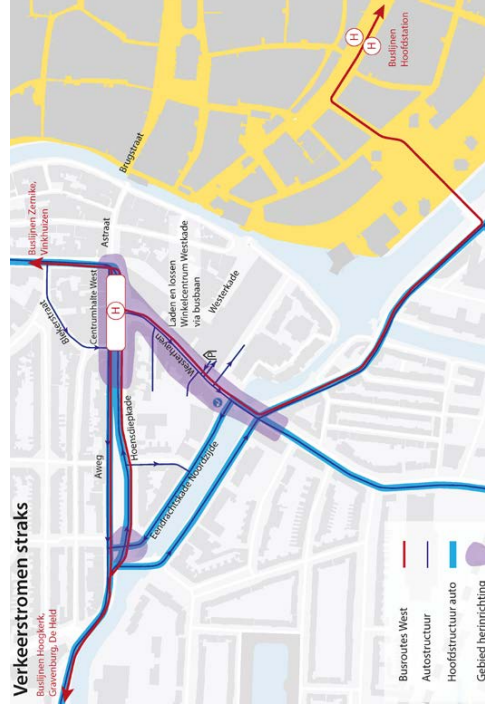 Verkeerstromen straks
Buslijnen Hoogkerk,
Gravenburg, De Held
Buslijnen Zernike,
Vinkhuizen
Bleekerstraat
Centrumhalte West
H
Astraat
Brugstraat
Aweg
Hoensdiepkade
Westerhaven
Laden en lossen
Winkelcentrum Westkade
via busbaan
Westerkade
P
Eendrachtskade Noordzijde
H
H
Buslijnen
Hoofdstation
Busroutes West
Autostructuur
Hoofdstructuur auto
Gebied herinrichting